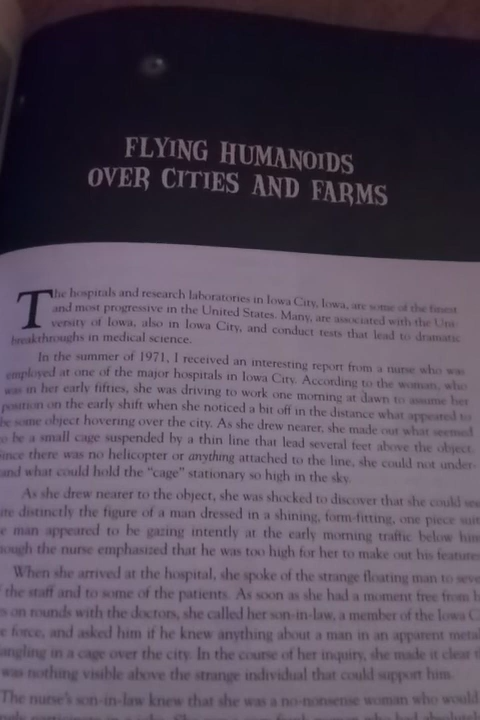 FLYING HUMANOIDS
OVER CITIES AND FARMS
The hospitals and research laboratories in Iowa City, Iowa, are some of the finest
and most progressive in the United States. Many, are associated with the Uni-
versity of Iowa, also in Iowa City, and conduct tests that lead to dramatic
breakthroughs in medical science.
In the summer of 1971, I received an interesting report from a nurse who was
employed at one of the major hospitals in Iowa City. According to the woman, who
was in her early fifties, she was driving to work one morning at dawn to assume her
position on the early shift when she noticed a bit off in the distance what appeared to
be some object hovering over the city. As she drew nearer, she made out what seemed
to be a small cage suspended by a thin line that lead several feet above the object.
Since there was no helicopter or anything attached to the line, she could not under-
and what could hold the "cage" stationary so high in the sky.
As she drew nearer to the object, she was shocked to discover that she could see
ite distinctly the figure of a man dressed in a shining, form-fitting, one piece suit
e man appeared to be gazing intently at the early morning traffic below him
ough the nurse emphasized that he was too high for her to make out his features
When she arrived at the hospital, she spoke of the strange floating man to seve
the staff and to some of the patients. As soon as she had a moment free from h
s on rounds with the doctors, she called her son-in-law, a member of the Iowa C
e force, and asked him if he knew anything about a man in an apparent metal
angling in a cage over the city. In the course of her inquiry, she made it clear t
was nothing visible above the strange individual that could support him.
The nurse's son-in-law knew that she was a no-nonsense woman who would